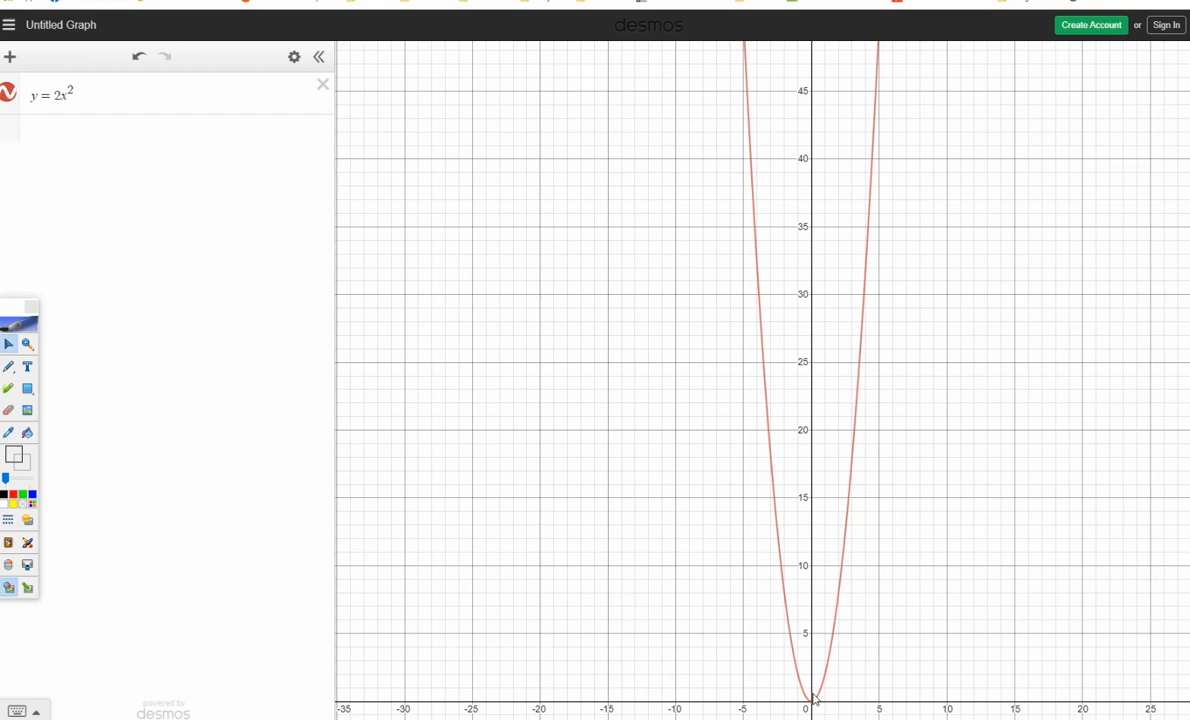 Untitled Graph
desmos
Create Account or Sign In
y = 2x²
45
40
35
30
25
20
15
10
5
-35 -30 -25 -20 -15 -10 -5 0 5 10 15 20 25
T
powered by
desmos